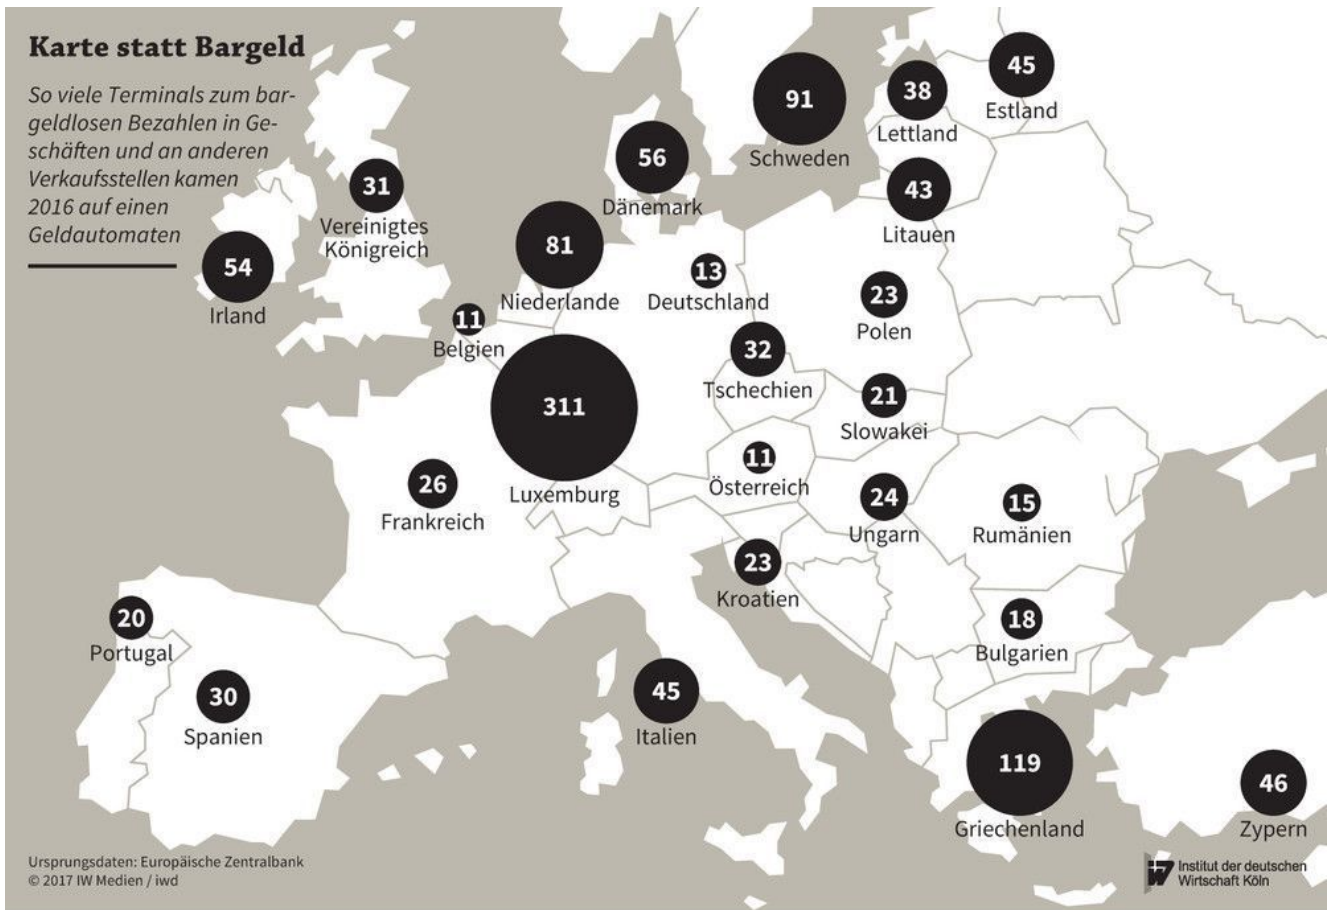 Karte statt Bargeld
So viele Terminals zum bar-
geldlosen Bezahlen in Ge-
schäften und an anderen
Verkaufsstellen kamen
2016 auf einen
Geldautomaten
91
Schweden
38
Lettland
45
Estland
56
Dänemark
31
Vereinigtes
Königreich
43
Litauen
54
Irland
81
Niederlande
13
Deutschland
23
Polen
11
Belgien
32
Tschechien
311
Luxemburg
21
Slowakei
26
Frankreich
11
Österreich
24
Ungarn
15
Rumänien
23
Kroatien
20
Portugal
18
Bulgarien
30
Spanien
45
Italien
119
Griechenland
46
Zypern
Ursprungsdaten: Europäische Zentralbank
© 2017 IW Medien / iwd
Institut der deutschen
Wirtschaft Köln